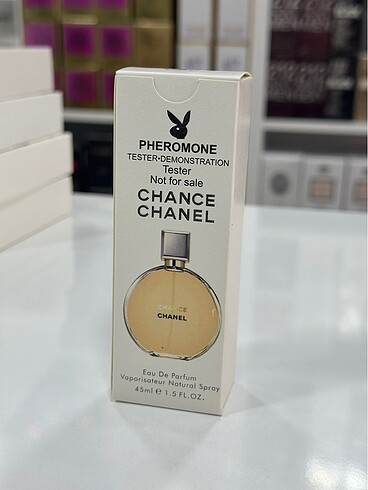 PHEROMONE
TESTER•DEMONSTRATION
Tester
Not for sale
CHANCE
CHANEL
CHANCE
CHANEL
Eau De Parfum
Vaporisateur Natural Spray
45ml e 1.5 FL.OZ.